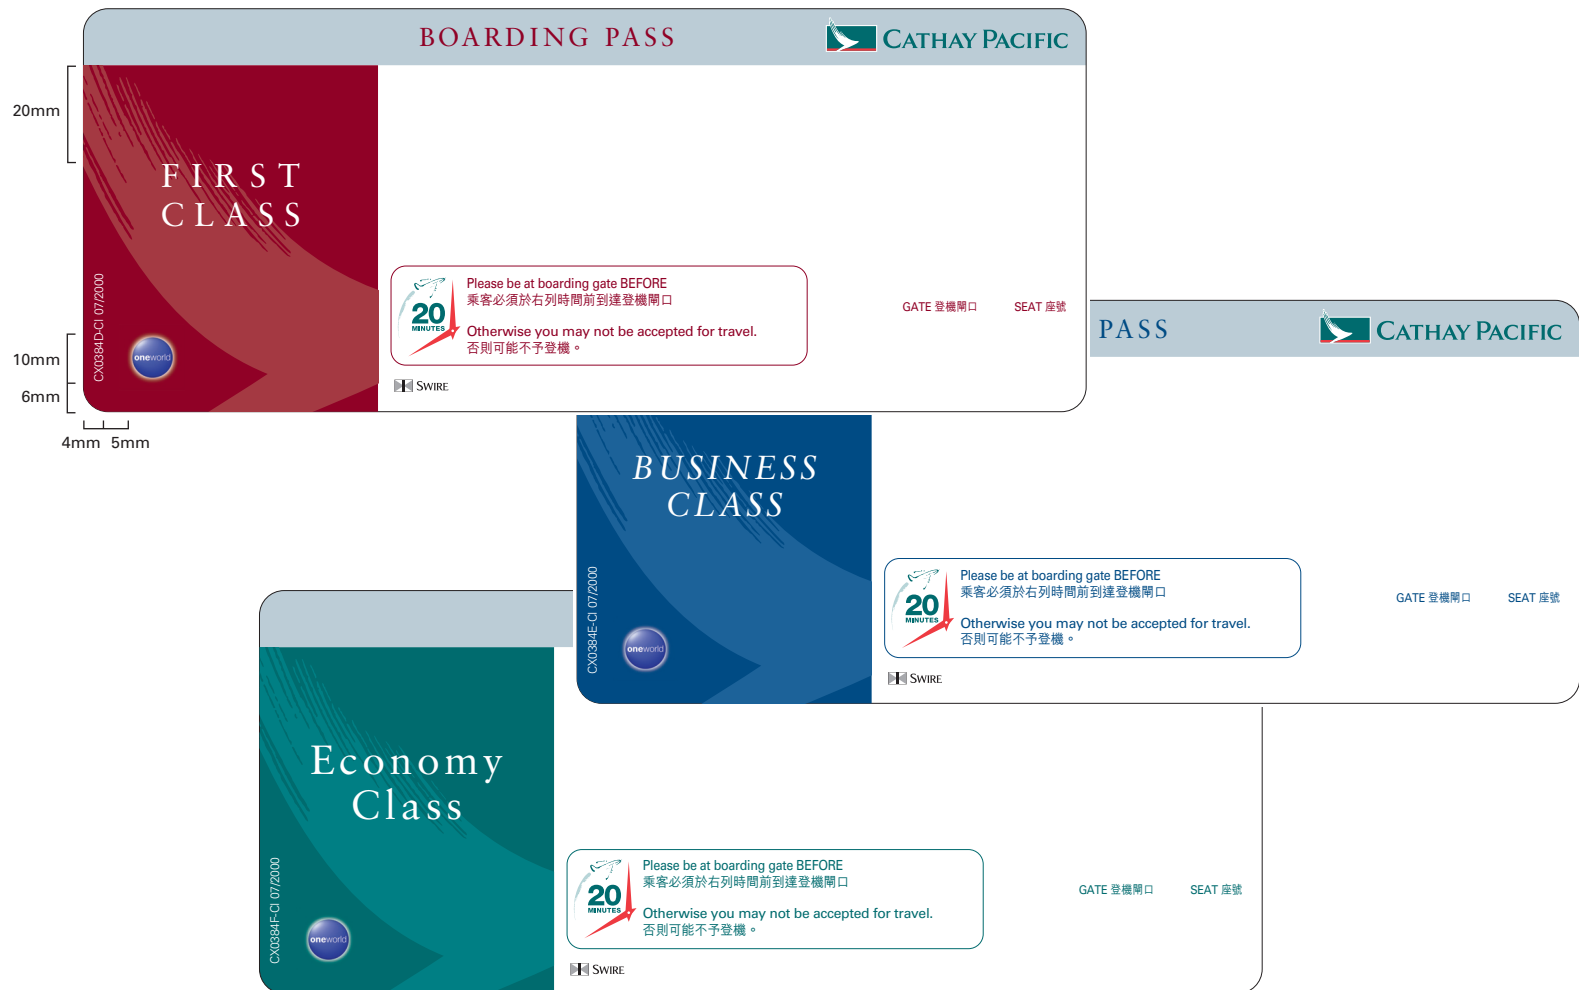 BOARDING PASS
CATHAY PACIFIC
20mm
FIRST
CLASS
CX0384D-CI 07/2000
oneworld
20
MINUTES
Please be at boarding gate BEFORE
乘客必須於右列時間前到達登機閘口
Otherwise you may not be accepted for travel.
否則可能不予登機。
GATE 登機閘口
SEAT 座號
SWIRE
10mm
6mm
4mm 5mm
PASS
CATHAY PACIFIC
BUSINESS
CLASS
CX0384E-CI 07/2000
oneworld
20
MINUTES
Please be at boarding gate BEFORE
乘客必須於右列時間前到達登機閘口
Otherwise you may not be accepted for travel.
否則可能不予登機。
GATE 登機閘口
SEAT 座號
SWIRE
Economy
Class
CX0384F-CI 07/2000
oneworld
20
MINUTES
Please be at boarding gate BEFORE
乘客必須於右列時間前到達登機閘口
Otherwise you may not be accepted for travel.
否則可能不予登機。
GATE 登機閘口
SEAT 座號
SWIRE